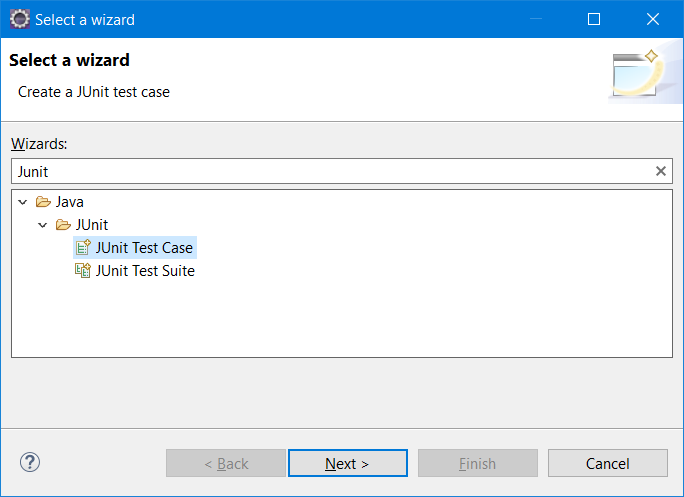 Select a wizard
Select a wizard
Create a JUnit test case
Wizards:
Junit
Java
JUnit
JUnit Test Case
JUnit Test Suite
< Back Next > Finish Cancel